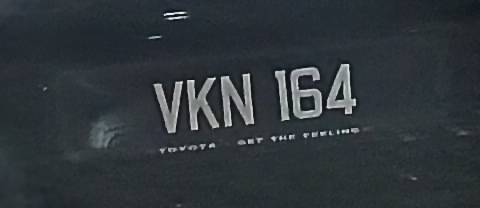 VKN 164
TOYOTA GET THE FEELING